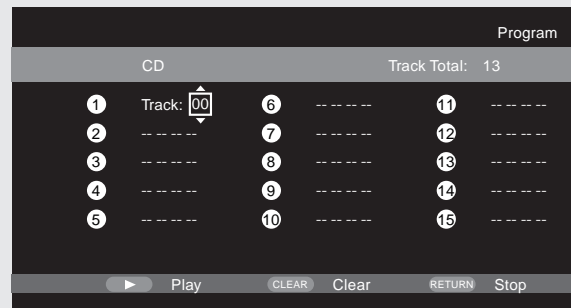 Program
CD Track Total: 13
1 Track: 00 6 -- -- -- -- 11 -- -- -- --
2 -- -- -- -- 7 -- -- -- -- 12 -- -- -- --
3 -- -- -- -- 8 -- -- -- -- 13 -- -- -- --
4 -- -- -- -- 9 -- -- -- -- 14 -- -- -- --
5 -- -- -- -- 10 -- -- -- -- 15 -- -- -- --
Play CLEAR Clear RETURN Stop